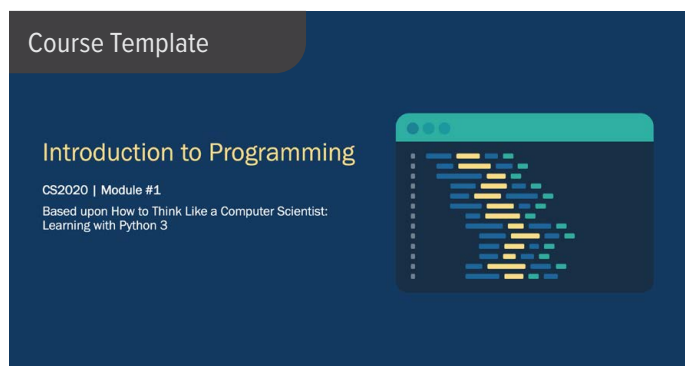 Course Template
Introduction to Programming
CS2020 | Module #1
Based upon How to Think Like a Computer Scientist:
Learning with Python 3